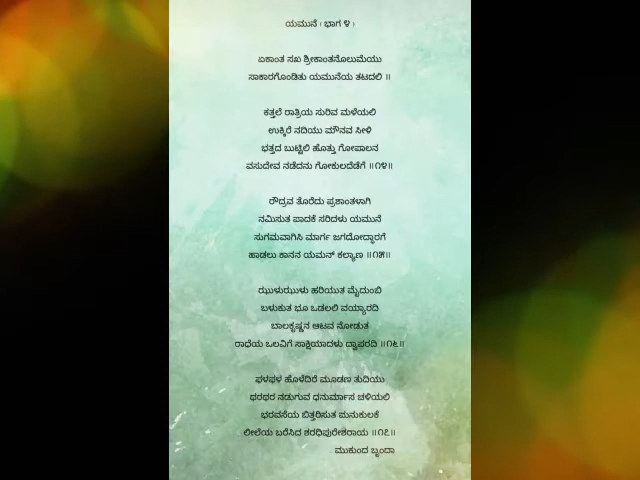 ಯಮುನೆ ( ಭಾಗ ೪ )
ಏಕಾಂತ ಸಖ ಶ್ರೀಕಾಂತನೊಲುಮೆಯು
ಸಾಕಾರಗೊಂಡಿತು ಯಮುನೆಯ ತಟದಲಿ ॥
ಕತ್ತಲೆ ರಾತ್ರಿಯ ಸುರಿವ ಮಳೆಯಲಿ
ಉಕ್ಕಿರೆ ನದಿಯು ಮೌನವ ಸೀಳಿ
ಭತ್ತದ ಬುಟ್ಟಿಲಿ ಹೊತ್ತು ಗೋಪಾಲನ
ವಸುದೇವ ನಡೆದನು ಗೋಕುಲದೆಡೆಗೆ ॥೧೪॥
ರೌದ್ರವ ತೊರೆದು ಪ್ರಶಾಂತಳಾಗಿ
ನಮಿಸುತ ಪಾದಕೆ ಸರಿದಳು ಯಮುನೆ
ಸುಗಮವಾಗಿಸಿ ಮಾರ್ಗ ಜಗದೋದ್ಧಾರಗೆ
ಹಾಡಲು ಕಾನನ ಯಮನ್ ಕಲ್ಯಾಣ ॥೧೫॥
ಝುಳುಝುಳು ಹರಿಯುತ ಮೈದುಂಬಿ
ಬಳುಕುತ ಭೂ ಒಡಲಲಿ ವಯ್ಯಾರದಿ
ಬಾಲಕೃಷ್ಣನ ಆಟವ ನೋಡುತ
ರಾಧೆಯ ಒಲವಿಗೆ ಸಾಕ್ಷಿಯಾದಳು ದ್ವಾಪರದಿ ॥೧೬॥
ಫಳಫಳ ಹೊಳೆದಿರೆ ಮೂಡಣ ತುದಿಯು
ಥರಥರ ನಡುಗುವ ಧನುರ್ಮಾಸ ಚಳಿಯಲಿ
ಭರವಸೆಯ ಬಿತ್ತರಿಸುತ ಮನುಕುಲಕೆ
ಲೀಲೆಯ ಬರೆಸಿದ ಶರಧಿಪುರೇಶರಾಯ ॥೧೭॥
ಮುಕುಂದ ಬೃಂದಾ